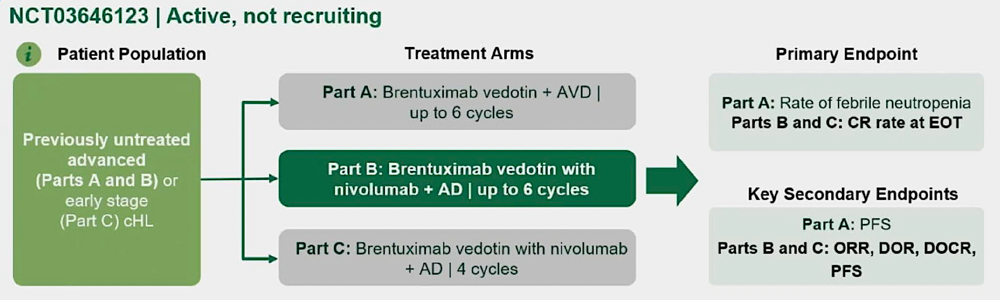 NCT03646123 | Active, not recruiting
i
Patient Population
Previously untreated
advanced
(Parts A and B) or
early stage
(Part C) cHL
Treatment Arms
Part A: Brentuximab vedotin + AVD |
up to 6 cycles
Part B: Brentuximab vedotin with
nivolumab + AD | up to 6 cycles
Part C: Brentuximab vedotin with nivolumab
+ AD | 4 cycles
Primary Endpoint
Part A: Rate of febrile neutropenia
Parts B and C: CR rate at EOT
Key Secondary Endpoints
Part A: PFS
Parts B and C: ORR, DOR, DOCR,
PFS